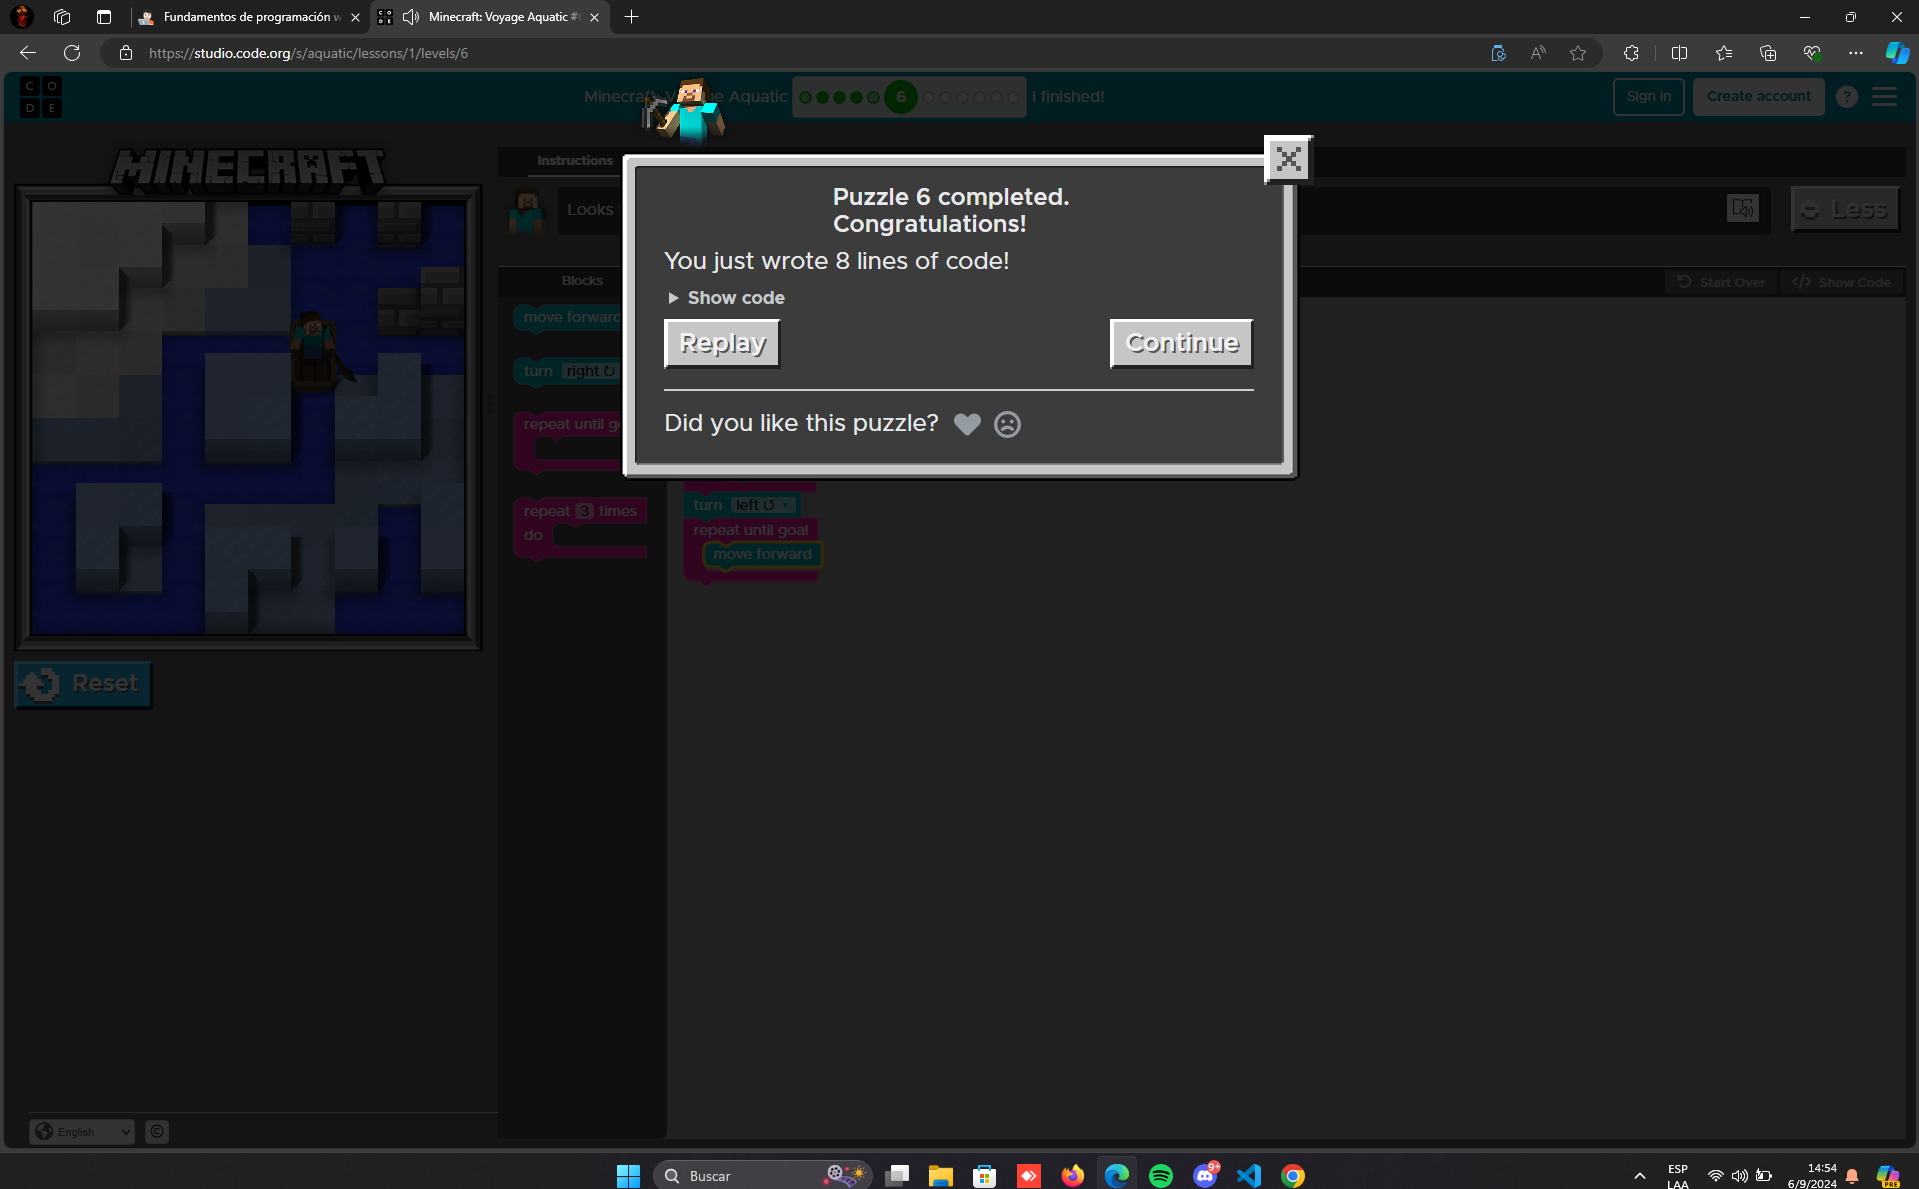 Fundamentos de programación w
Minecraft: Voyage Aquatic #
https://studio.code.org/s/aquatic/lessons/1/levels/6
C O
D E
Minecraft: Voyage Aquatic
6
I finished!
Sign in
Create account
?
MINECRAFT
Instructions
Looks
Less
Puzzle 6 completed.
Congratulations!
You just wrote 8 lines of code!
Show code
Replay
Continue
Did you like this puzzle?
Blocks
Start Over
</> Show Code
move forward
turn right ↻
repeat until go
repeat 3 times
do
turn left ↺
repeat until goal
move forward
Reset
English
©
Buscar
9+
ESP
LAA
14:54
6/9/2024
PRE